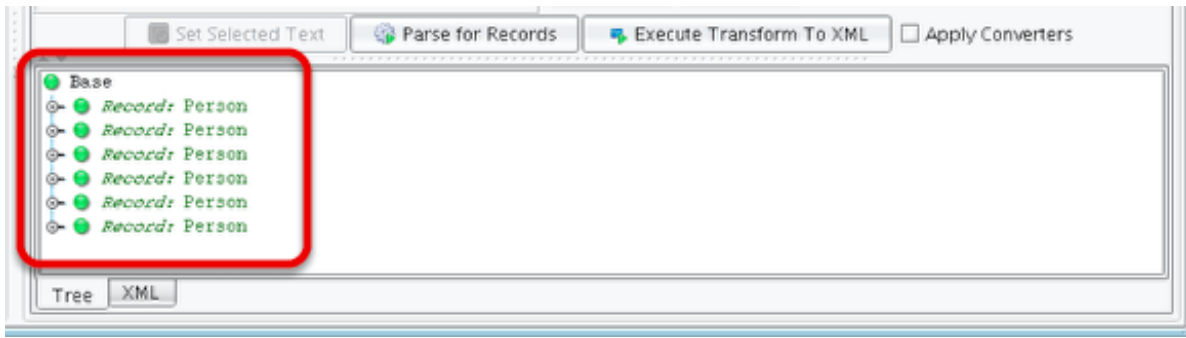 Set Selected Text Parse for Records Execute Transform To XML Apply Converters
Base
Record: Person
Record: Person
Record: Person
Record: Person
Record: Person
Record: Person
Tree XML